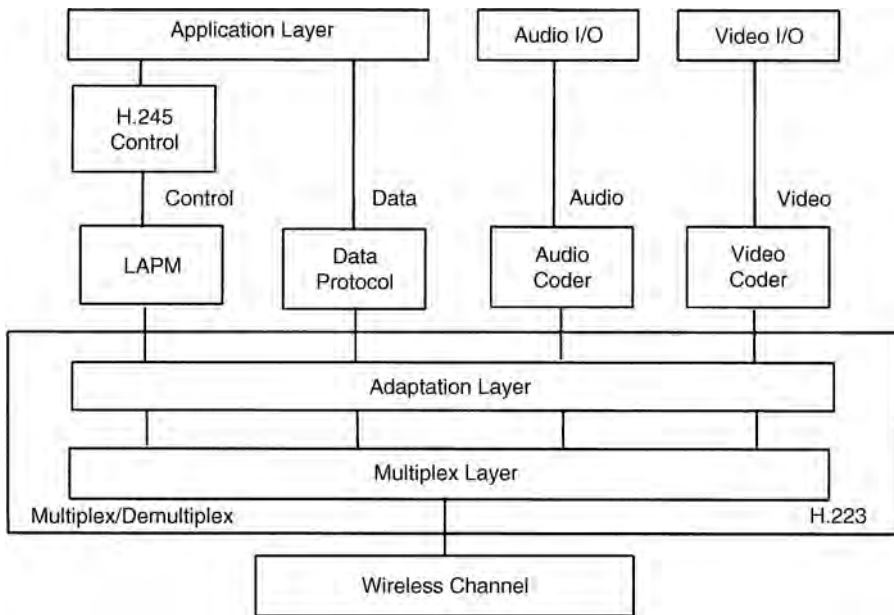 Application Layer
Audio I/O
Video I/O
H.245
Control
Control
Data
Audio
Video
LAPM
Data
Protocol
Audio
Coder
Video
Coder
Adaptation Layer
Multiplex Layer
Multiplex/Demultiplex
H.223
Wireless Channel